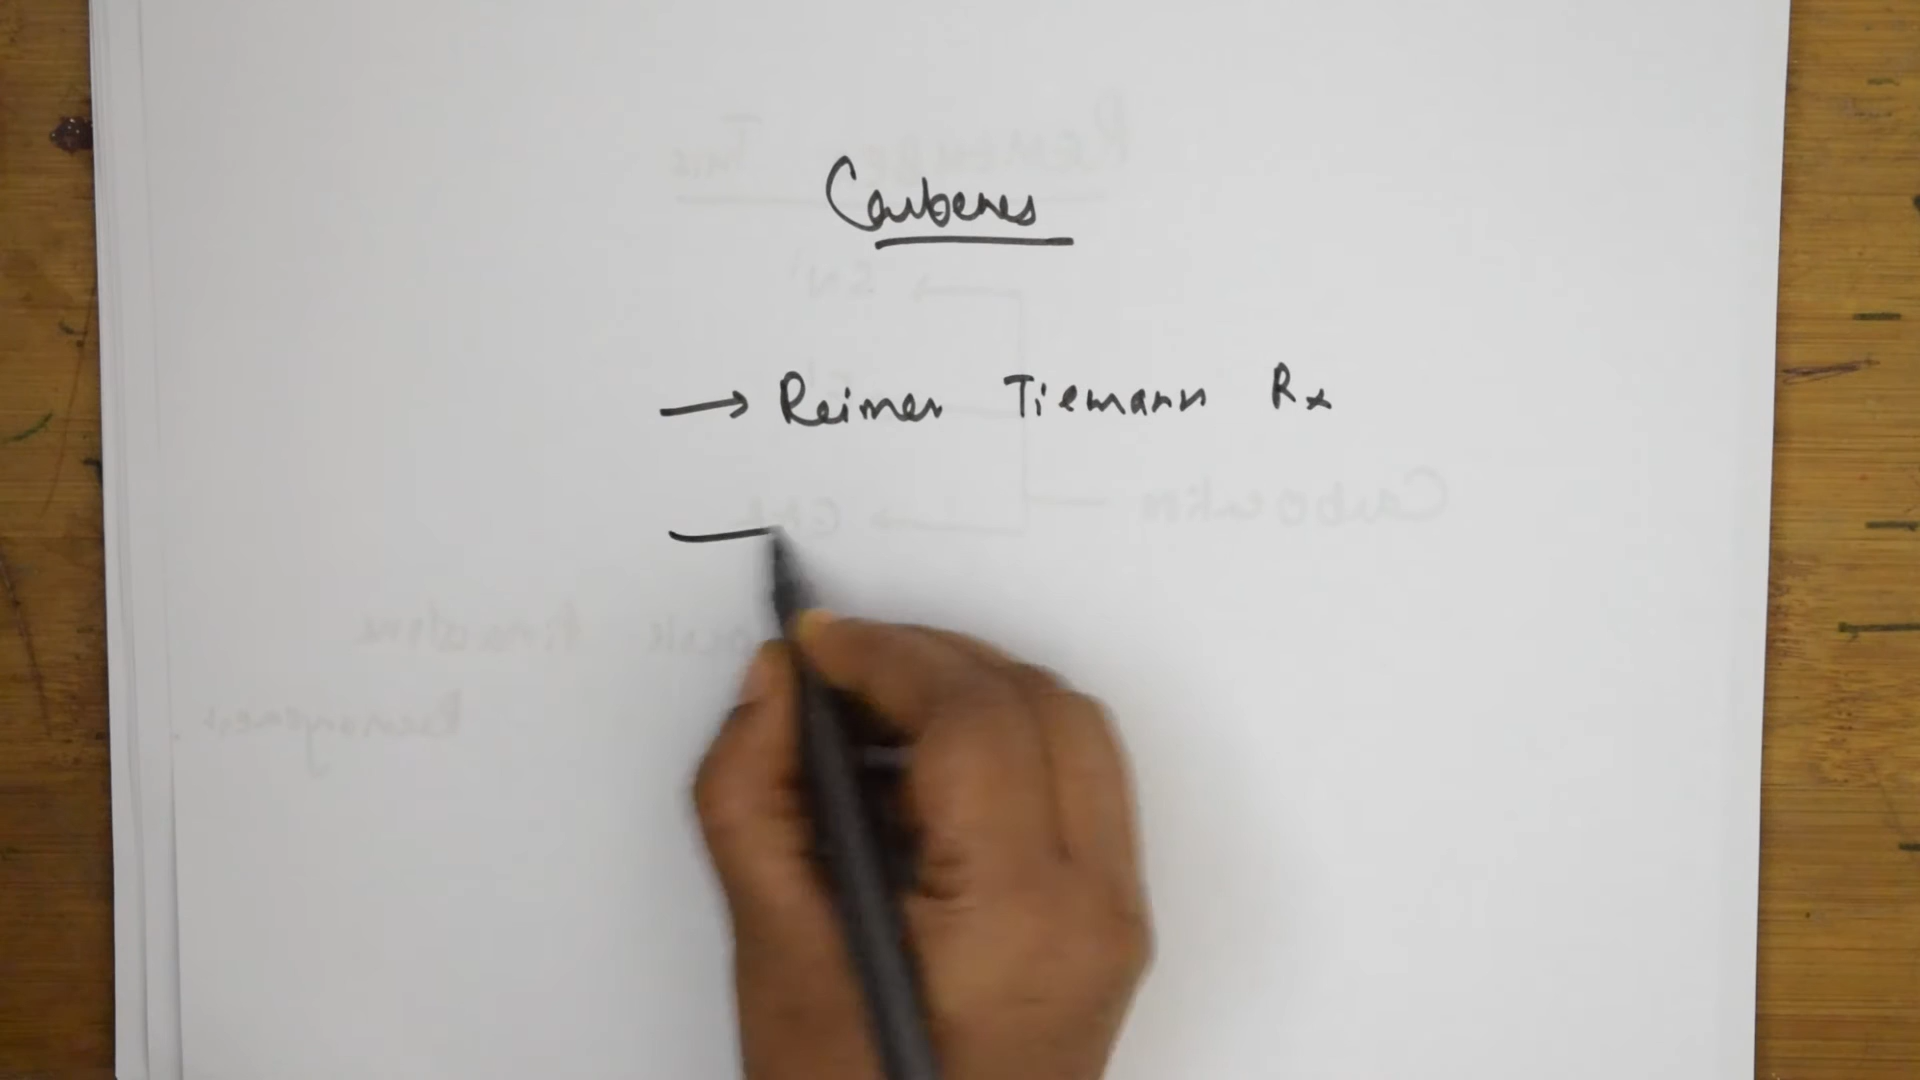 Carbenes
→ Reimer Tiemann Rx